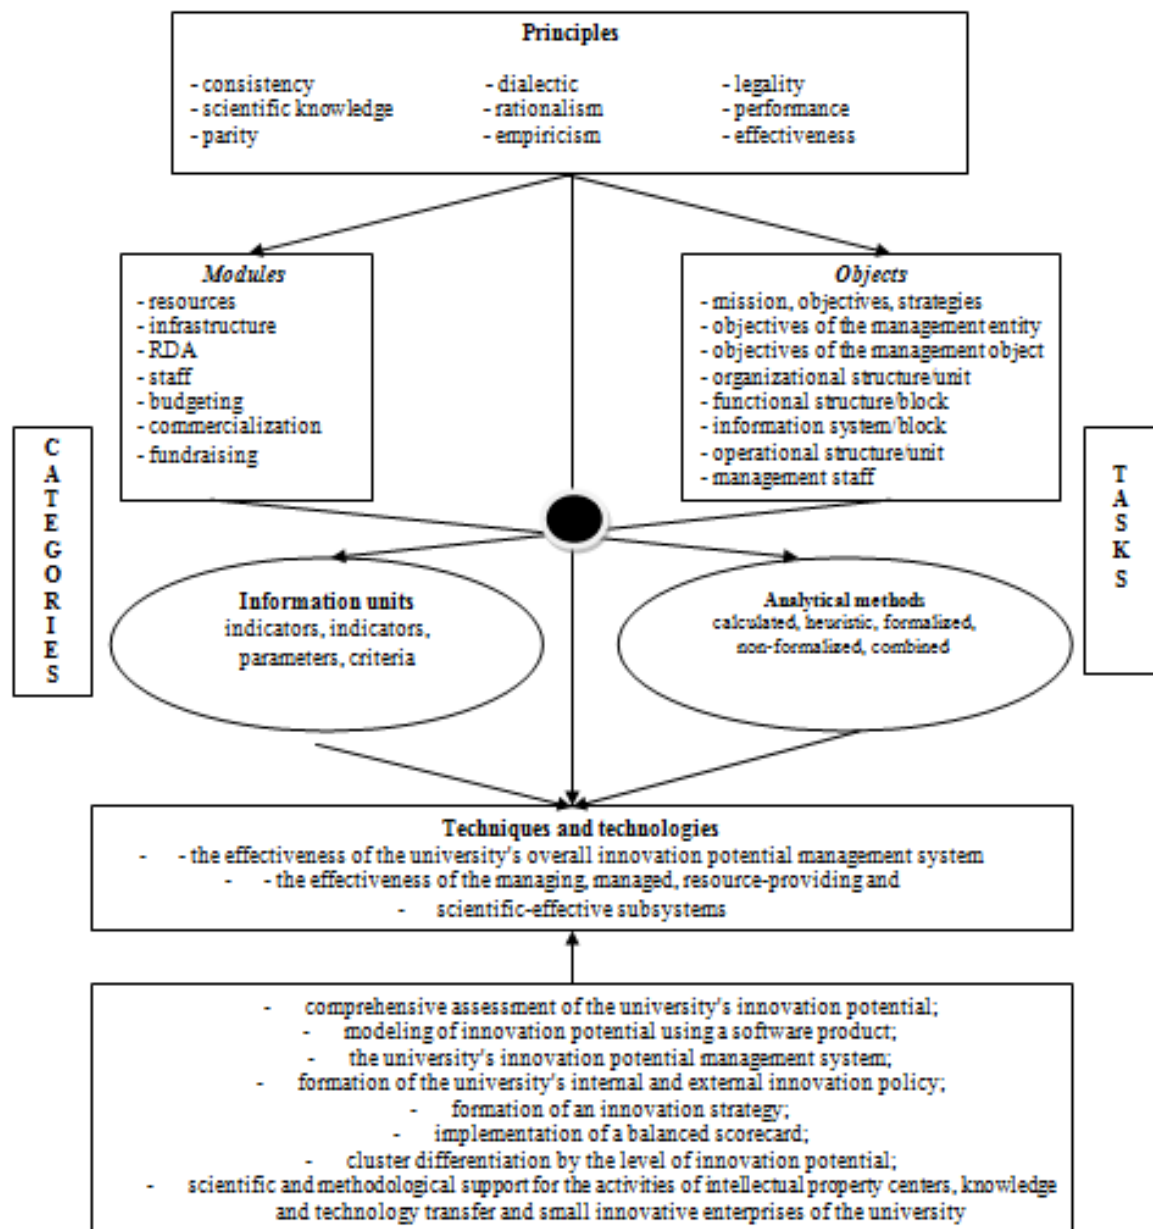 Principles
- consistency - dialectic - legality
- scientific knowledge - rationalism - performance
- parity - empiricism - effectiveness
Modules
- resources
- infrastructure
- RDA
- staff
- budgeting
- commercialization
- fundraising
Objects
- mission, objectives, strategies
- objectives of the management entity
- objectives of the management object
- organizational structure/unit
- functional structure/block
- information system/block
- operational structure/unit
- management staff
CATEGORIES
TASKS
Information units
indicators, indicators,
parameters, criteria
Analytical methods
calculated, heuristic, formalized,
non-formalized, combined
Techniques and technologies
- - the effectiveness of the university's overall innovation potential management system
- - the effectiveness of the managing, managed, resource-providing and
- scientific-effective subsystems
- comprehensive assessment of the university's innovation potential;
- modeling of innovation potential using a software product;
- the university's innovation potential management system;
- formation of the university's internal and external innovation policy;
- formation of an innovation strategy;
- implementation of a balanced scorecard;
- cluster differentiation by the level of innovation potential;
- scientific and methodological support for the activities of intellectual property centers, knowledge
and technology transfer and small innovative enterprises of the university